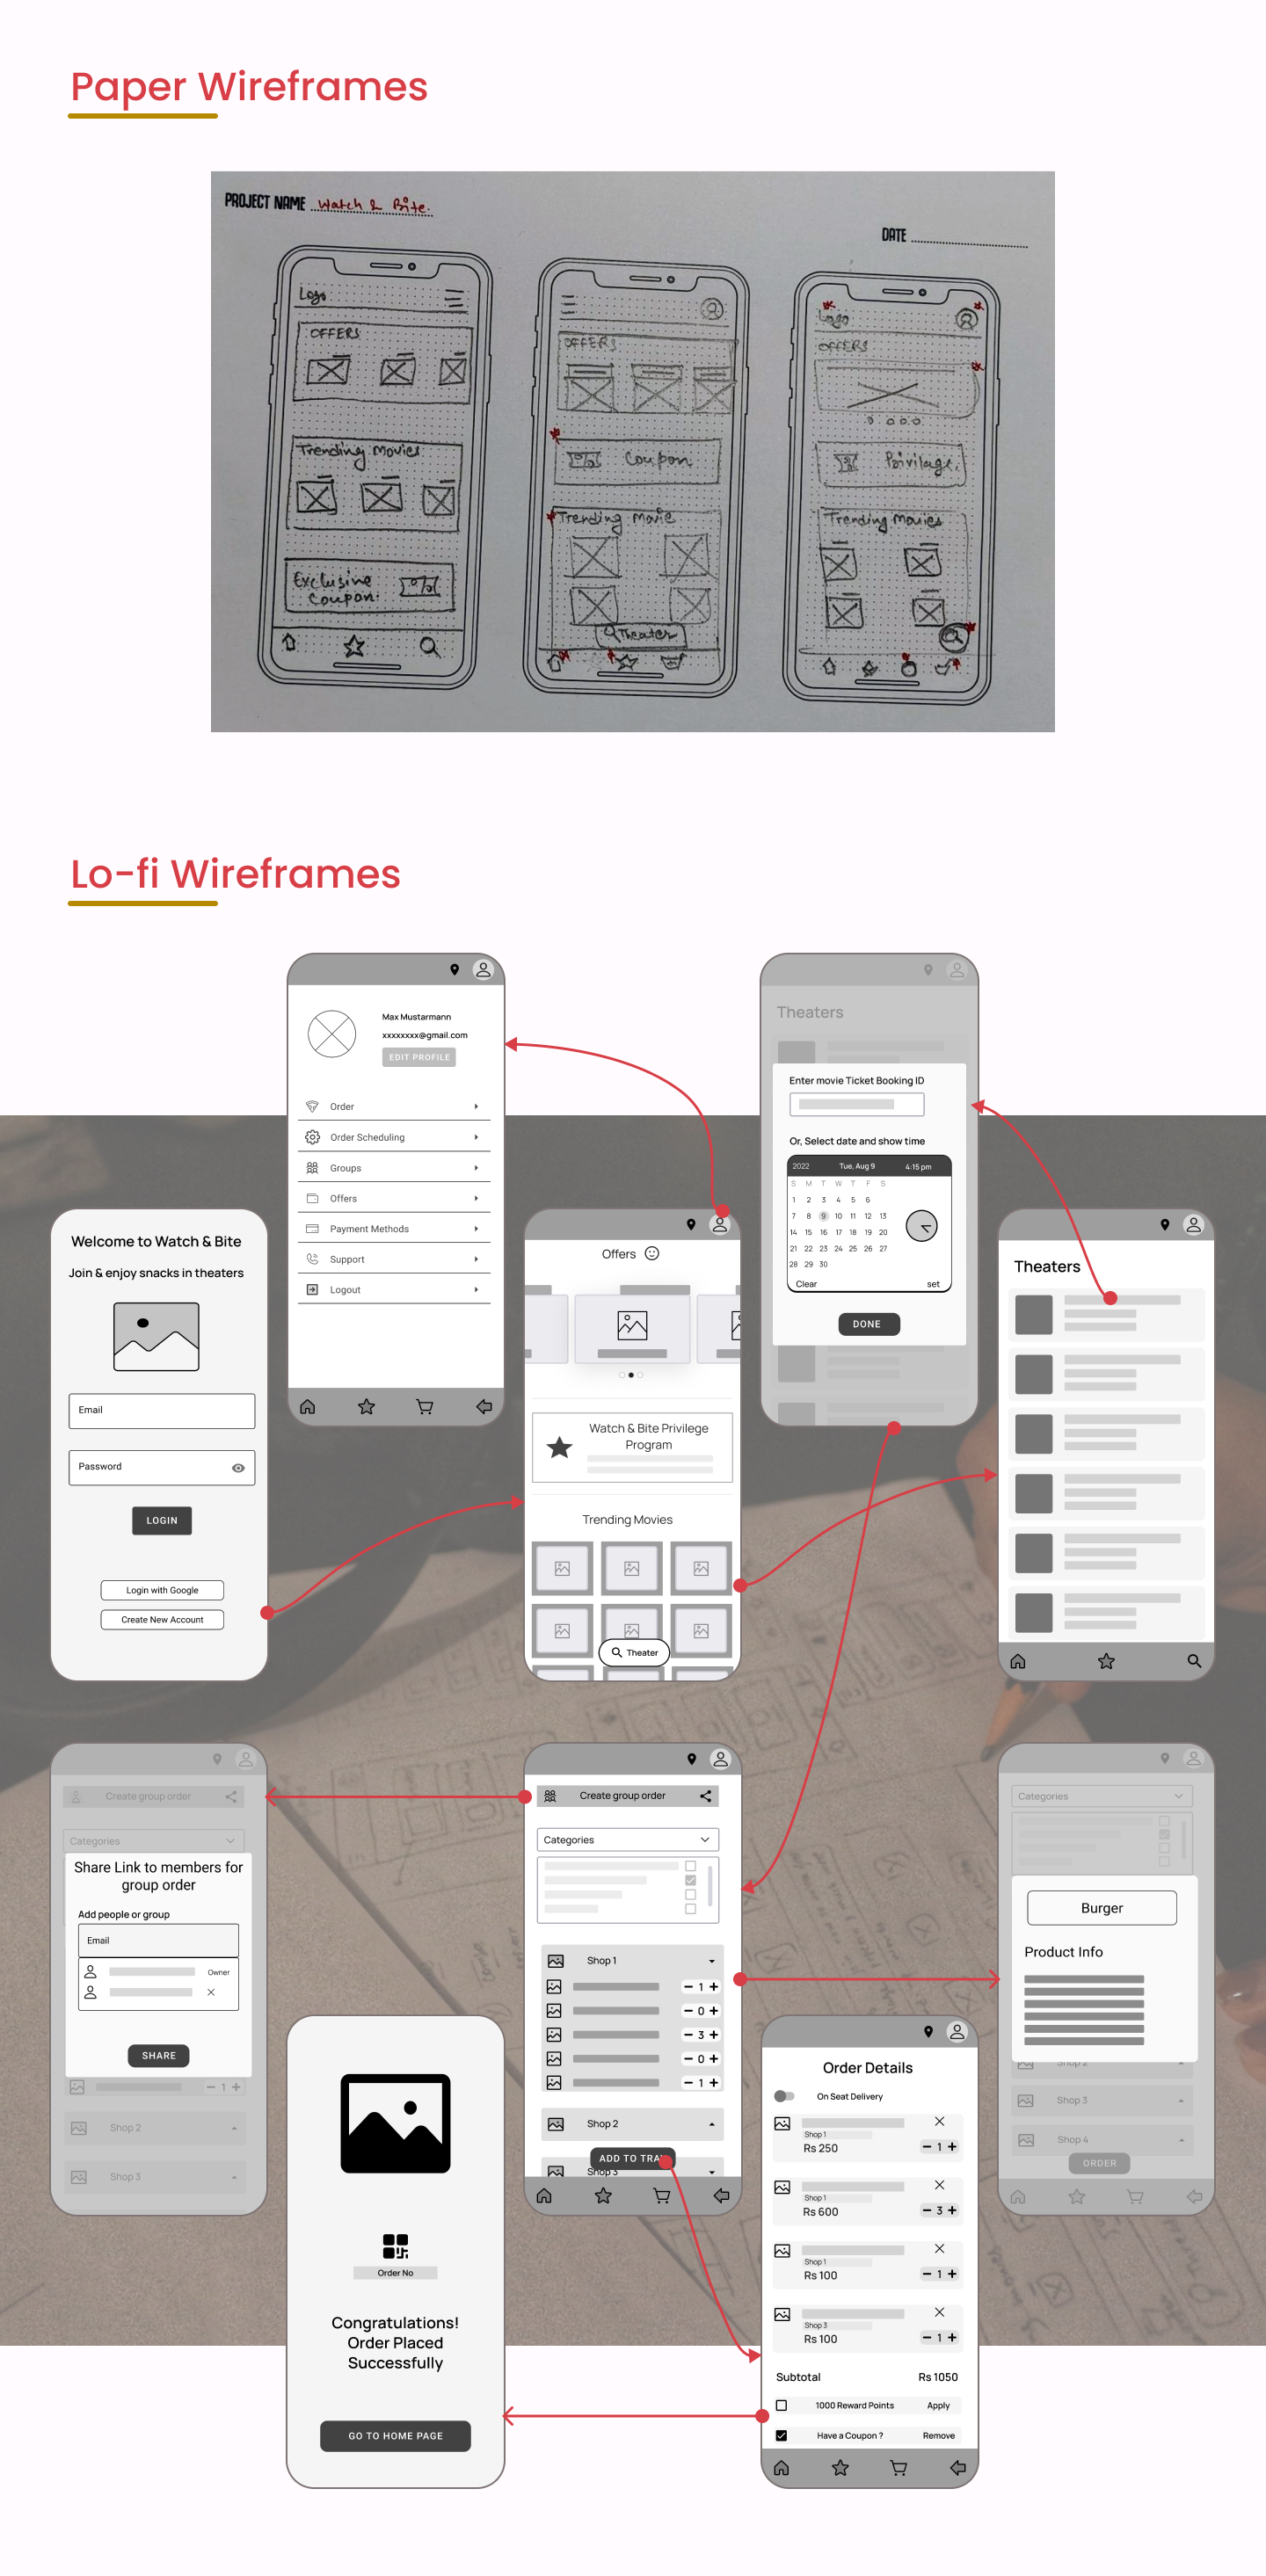 Paper Wireframes
PROJECT NAME Watch & Bite.
DATE
Logo
OFFERS
Trending Movies
Exclusive
Coupon.
OFFERS
Coupon
Trending Movie
Theater
Logo
OFFERS
Privilage.
Trending Movies
Lo-fi Wireframes
Max Mustarmann
xxxxxxxx@gmail.com
EDIT PROFILE
Order
Order Scheduling
Groups
Offers
Payment Methods
Support
Logout
Theaters
Enter movie Ticket Booking ID
Or, Select date and show time
2022 Tue, Aug 9 4:15 pm
S M T W T F S
1 2 3 4 5 6
7 8 9 10 11 12 13
14 15 16 17 18 19 20
21 22 23 24 25 26 27
28 29 30
Clear set
DONE
Welcome to Watch & Bite
Join & enjoy snacks in theaters
Email
Password
LOGIN
Login with Google
Create New Account
Offers
Watch & Bite Privilege
Program
Trending Movies
Theater
Theaters
Create group order
Categories
Share Link to members for
group order
Add people or group
Email
Owner
SHARE
1
Shop 2
Shop 3
Create group order
Categories
Shop 1
1
0
3
0
1
Shop 2
ADD TO TRA
Shop 3
Categories
Burger
Product Info
Shop 2
Shop 3
Shop 4
ORDER
Order No
Congratulations!
Order Placed
Successfully
GO TO HOME PAGE
Order Details
On Seat Delivery
Shop 1
Rs 250 1
Shop 1
Rs 600 3
Shop 1
Rs 100 1
Shop 3
Rs 100 1
Subtotal Rs 1050
1000 Reward Points Apply
Have a Coupon ? Remove